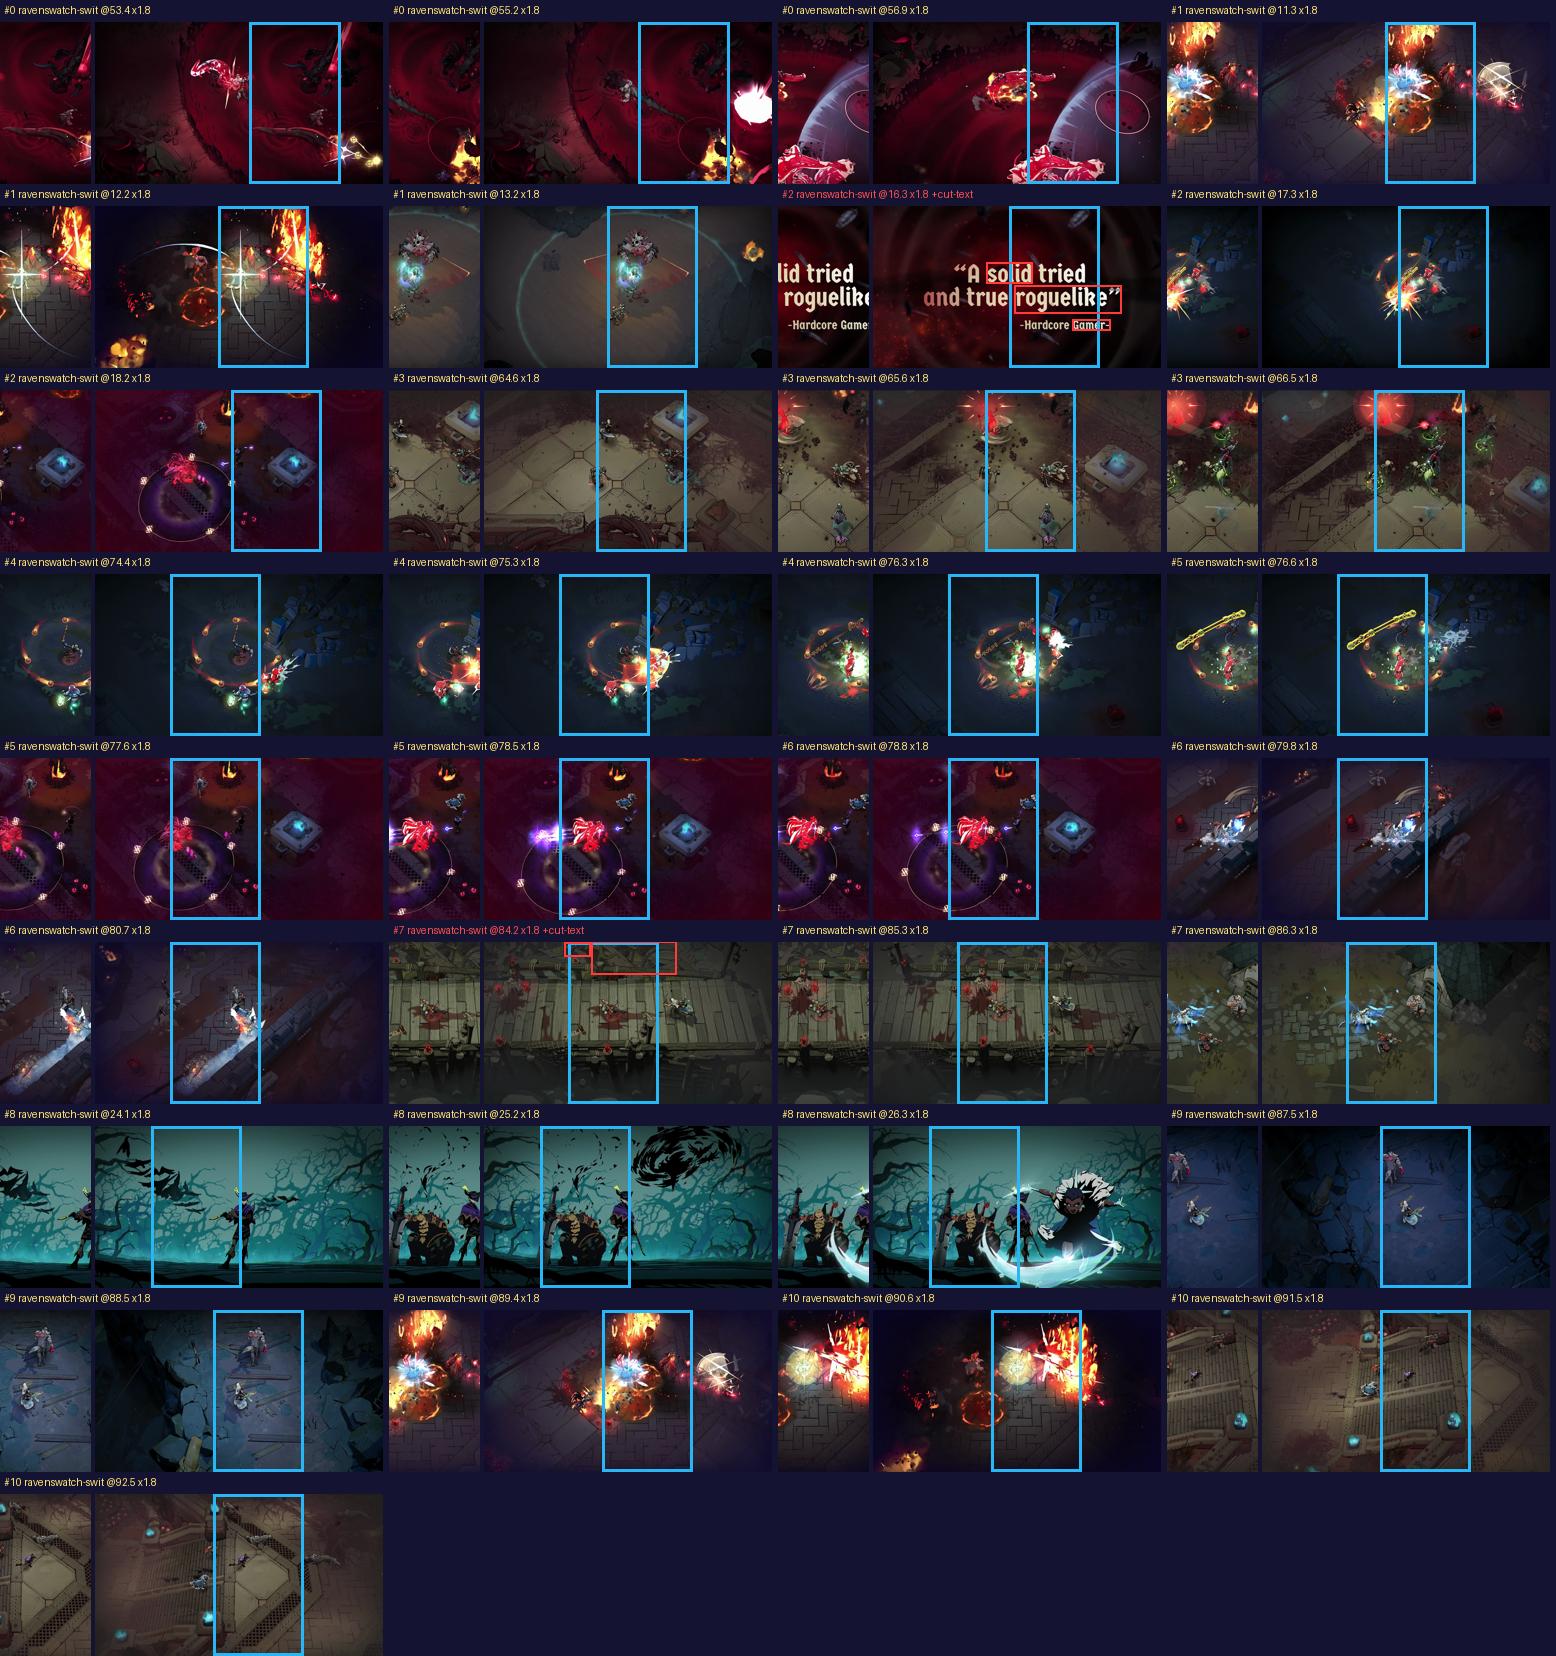 #0 ravenswatch-swit @53.4 x1.8
#0 ravenswatch-swit @55.2 x1.8
#0 ravenswatch-swit @56.9 x1.8
#1 ravenswatch-swit @11.3 x1.8
#1 ravenswatch-swit @12.2 x1.8
#1 ravenswatch-swit @13.2 x1.8
#2 ravenswatch-swit @16.3 x1.8 +cut-text
#2 ravenswatch-swit @17.3 x1.8
lid tried
roguelike
-Hardcore Game
“A solid tried
and true roguelike”
-Hardcore Gamer-
#2 ravenswatch-swit @18.2 x1.8
#3 ravenswatch-swit @64.6 x1.8
#3 ravenswatch-swit @65.6 x1.8
#3 ravenswatch-swit @66.5 x1.8
#4 ravenswatch-swit @74.4 x1.8
#4 ravenswatch-swit @75.3 x1.8
#4 ravenswatch-swit @76.3 x1.8
#5 ravenswatch-swit @76.6 x1.8
#5 ravenswatch-swit @77.6 x1.8
#5 ravenswatch-swit @78.5 x1.8
#6 ravenswatch-swit @78.8 x1.8
#6 ravenswatch-swit @79.8 x1.8
#6 ravenswatch-swit @80.7 x1.8
#7 ravenswatch-swit @84.2 x1.8 +cut-text
#7 ravenswatch-swit @85.3 x1.8
#7 ravenswatch-swit @86.3 x1.8
#8 ravenswatch-swit @24.1 x1.8
#8 ravenswatch-swit @25.2 x1.8
#8 ravenswatch-swit @26.3 x1.8
#9 ravenswatch-swit @87.5 x1.8
#9 ravenswatch-swit @88.5 x1.8
#9 ravenswatch-swit @89.4 x1.8
#10 ravenswatch-swit @90.6 x1.8
#10 ravenswatch-swit @91.5 x1.8
#10 ravenswatch-swit @92.5 x1.8